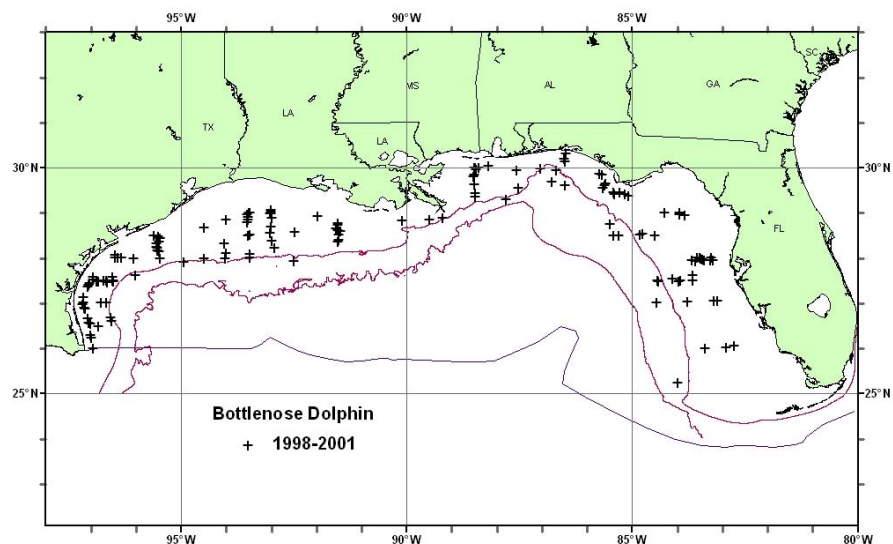 95°W 90°W 85°W
SC
MS AL GA
TX LA
LA
30°N 30°N
FL
25°N 25°N
Bottlenose Dolphin
+ 1998-2001
95°W 90°W 85°W 80°W